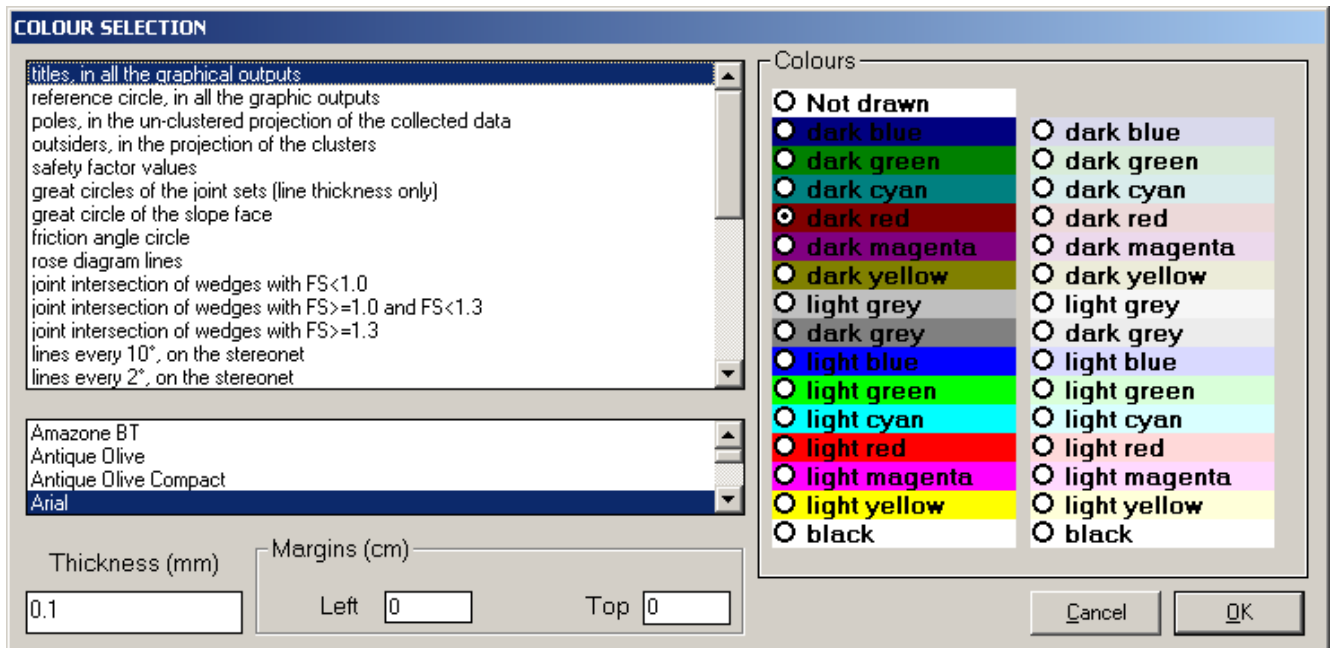 COLOUR SELECTION
titles, in all the graphical outputs
reference circle, in all the graphic outputs
poles, in the un-clustered projection of the collected data
outsiders, in the projection of the clusters
safety factor values
great circles of the joint sets (line thickness only)
great circle of the slope face
friction angle circle
rose diagram lines
joint intersection of wedges with FS<1.0
joint intersection of wedges with FS>=1.0 and FS<1.3
joint intersection of wedges with FS>=1.3
lines every 10°, on the stereonet
lines every 2°, on the stereonet
Amazone BT
Antique Olive
Antique Olive Compact
Arial
Thickness (mm)
0.1
Margins (cm)
Left 0 Top 0
Colours
Not drawn
dark blue dark blue
dark green dark green
dark cyan dark cyan
dark red dark red
dark magenta dark magenta
dark yellow dark yellow
light grey light grey
dark grey dark grey
light blue light blue
light green light green
light cyan light cyan
light red light red
light magenta light magenta
light yellow light yellow
black black
Cancel OK